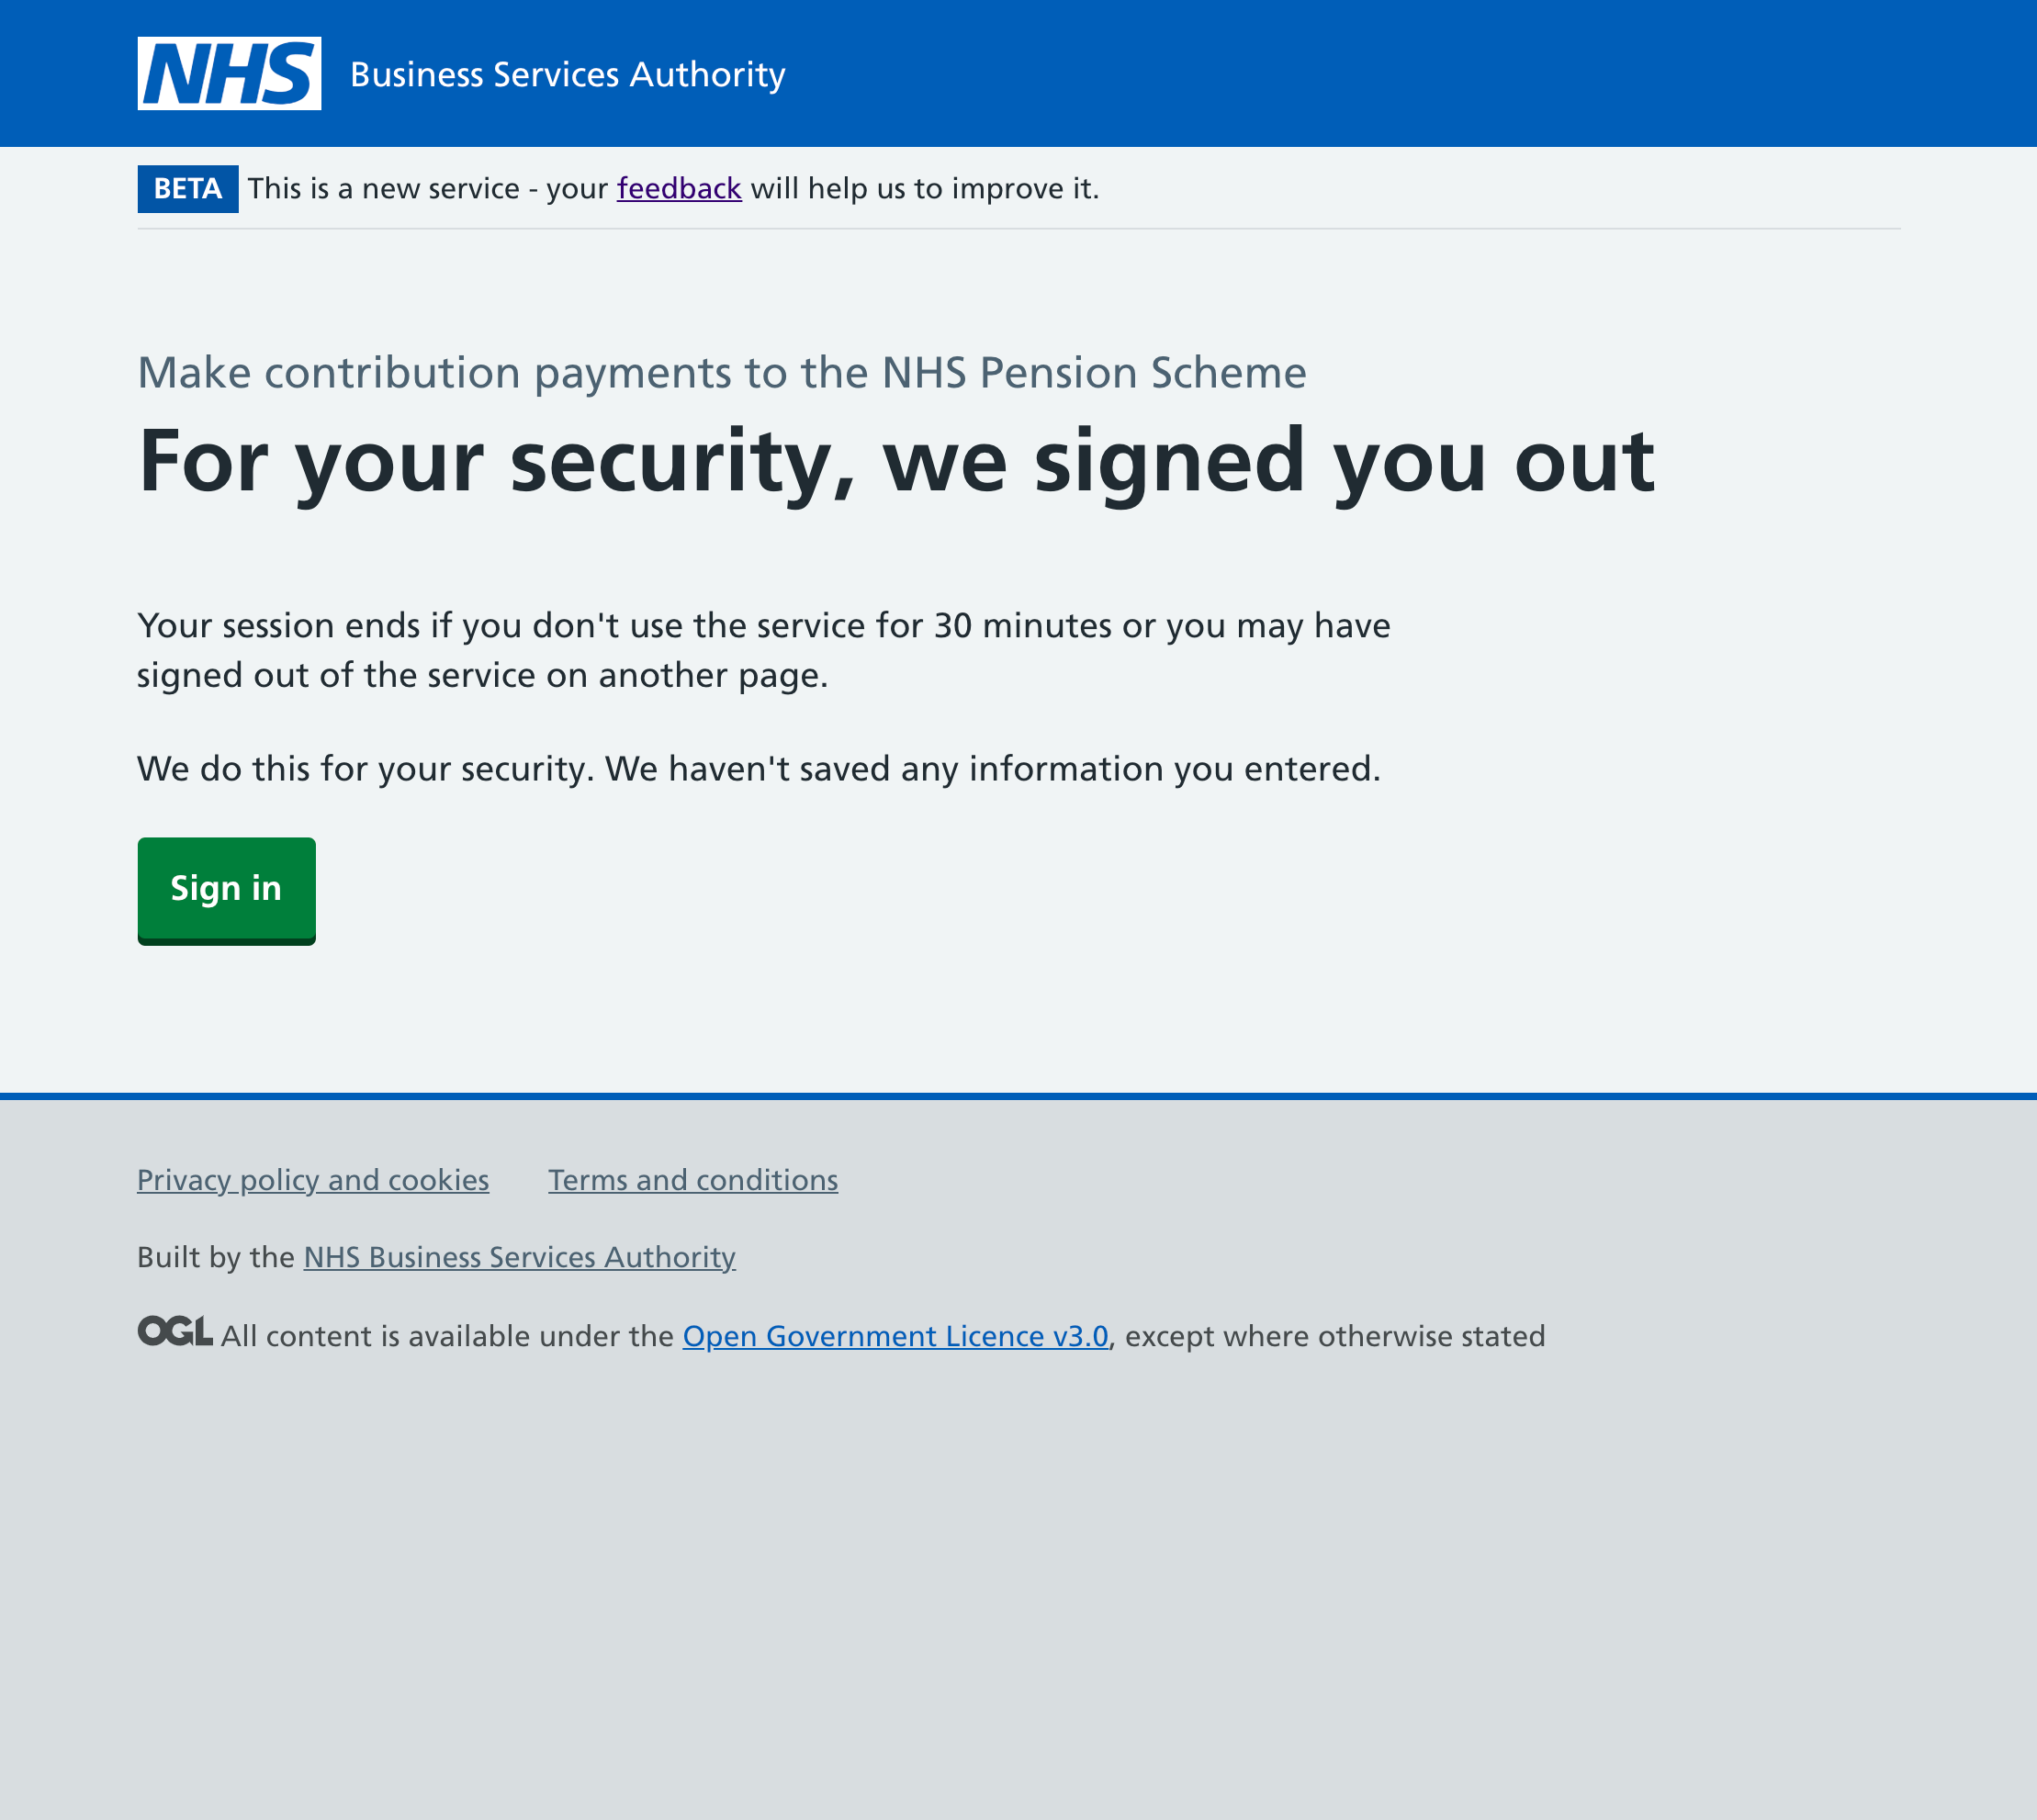 NHS Business Services Authority
BETA This is a new service - your feedback will help us to improve it.
Make contribution payments to the NHS Pension Scheme
For your security, we signed you out
Your session ends if you don't use the service for 30 minutes or you may have
signed out of the service on another page.
We do this for your security. We haven't saved any information you entered.
Sign in
Privacy policy and cookies Terms and conditions
Built by the NHS Business Services Authority
OGL All content is available under the Open Government Licence v3.0, except where otherwise stated